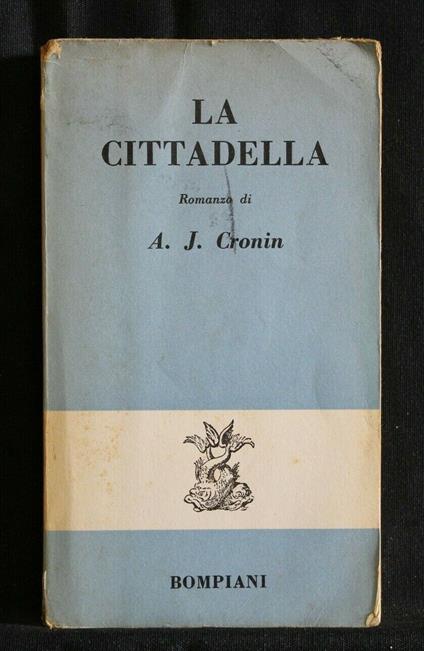 LA
CITTADELLA
Romanzo di
A. J. Cronin
BOMPIANI